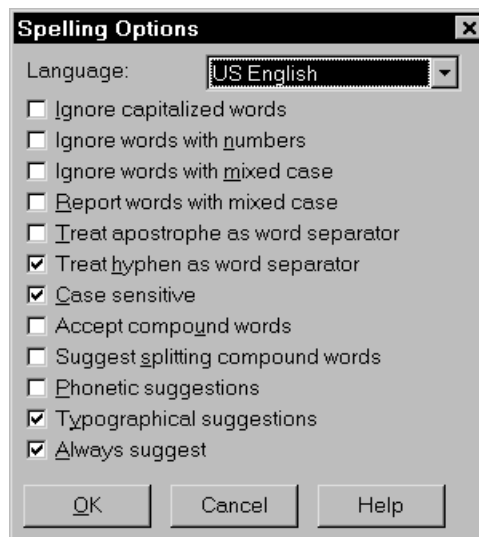 Spelling Options
Language: US English
Ignore capitalized words
Ignore words with numbers
Ignore words with mixed case
Report words with mixed case
Treat apostrophe as word separator
Treat hyphen as word separator
Case sensitive
Accept compound words
Suggest splitting compound words
Phonetic suggestions
Typographical suggestions
Always suggest
OK Cancel Help